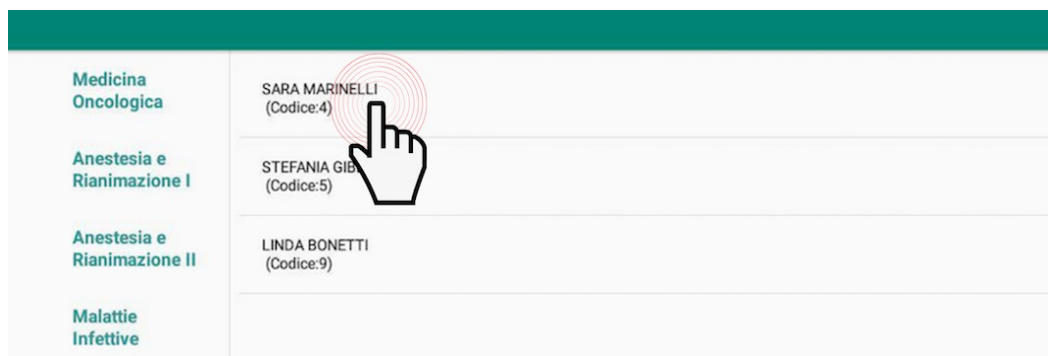 Medicina
Oncologica
Anestesia e
Rianimazione I
Anestesia e
Rianimazione II
Malattie
Infettive
SARA MARINELLI
(Codice:4)
STEFANIA
(Codice:5)
LINDA BONETTI
(Codice:9)